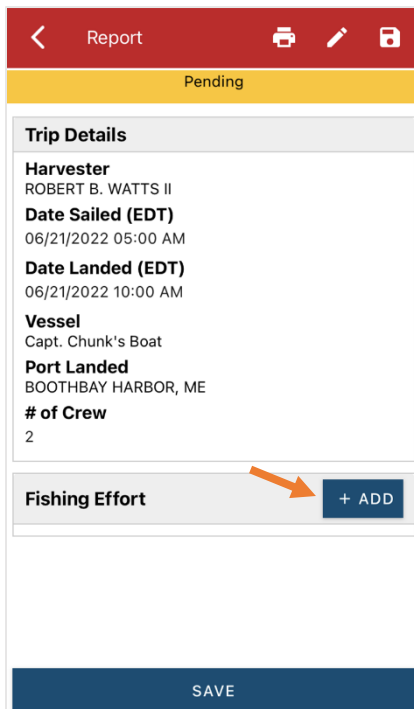 Report
Pending
Trip Details
Harvester
ROBERT B. WATTS II
Date Sailed (EDT)
06/21/2022 05:00 AM
Date Landed (EDT)
06/21/2022 10:00 AM
Vessel
Capt. Chunk's Boat
Port Landed
BOOTHBAY HARBOR, ME
# of Crew
2
Fishing Effort + ADD
SAVE